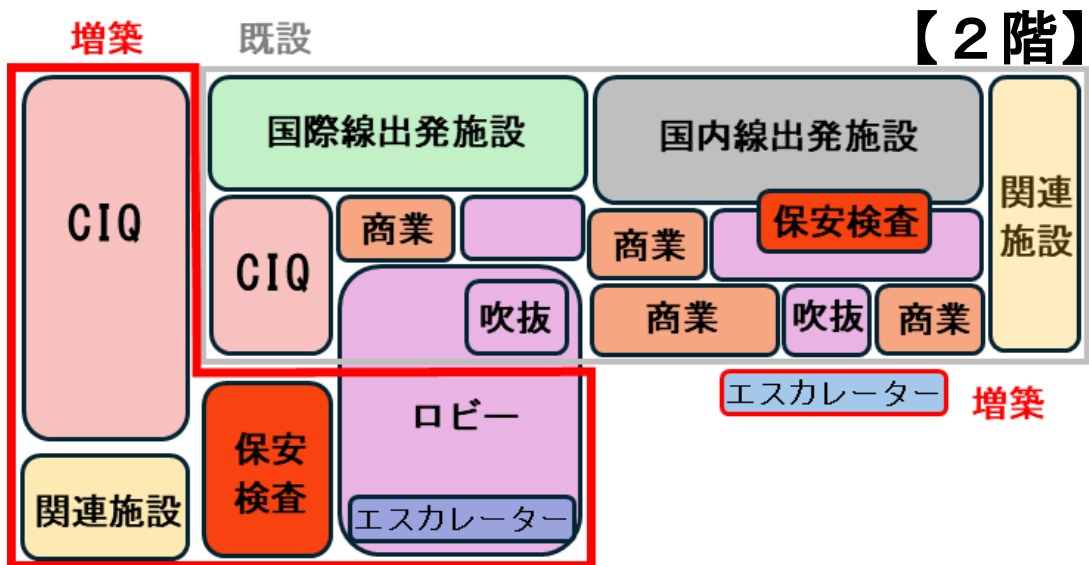 増築
既設
【２階】
CIQ
国際線出発施設
国内線出発施設
関連
施設
CIQ
商業
商業
保安検査
吹抜
商業
吹抜
商業
エスカレーター
増築
ロビー
保安
検査
関連施設
エスカレーター